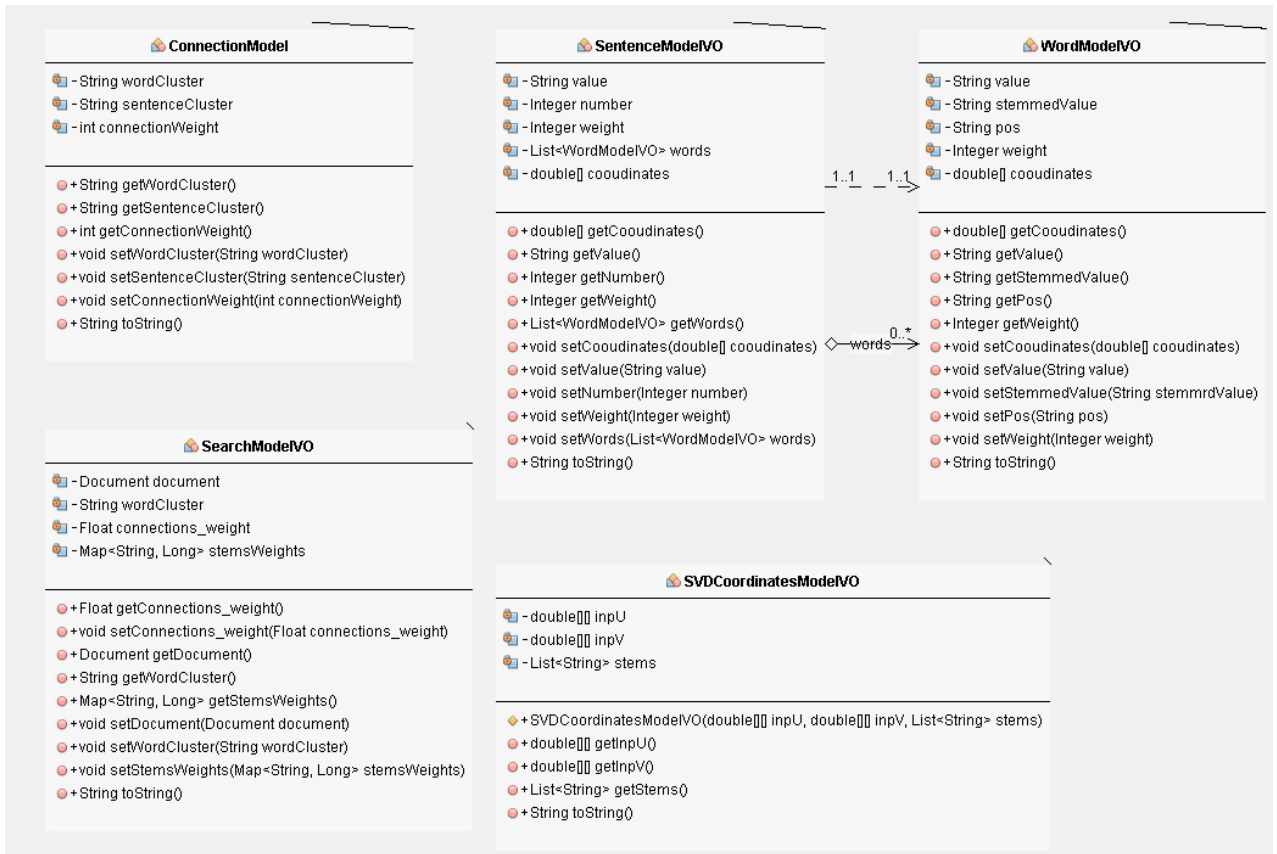 ConnectionModel
- String wordCluster
- String sentenceCluster
- int connectionWeight
+ String getWordCluster()
+ String getSentenceCluster()
+ int getConnectionWeight()
+ void setWordCluster(String wordCluster)
+ void setSentenceCluster(String sentenceCluster)
+ void setConnectionWeight(int connectionWeight)
+ String toString()
SentenceModelVO
- String value
- Integer number
- Integer weight
- List<WordModelVO> words
- double[] cooudinates
+ double[] getCooudinates()
+ String getValue()
+ Integer getNumber()
+ Integer getWeight()
+ List<WordModelVO> getWords()
+ void setCooudinates(double[] cooudinates)
+ void setValue(String value)
+ void setNumber(Integer number)
+ void setWeight(Integer weight)
+ void setWords(List<WordModelVO> words)
+ String toString()
1..1 1..1
0..*
words
WordModelVO
- String value
- String stemmedValue
- String pos
- Integer weight
- double[] cooudinates
+ double[] getCooudinates()
+ String getValue()
+ String getStemmedValue()
+ String getPos()
+ Integer getWeight()
+ void setCooudinates(double[] cooudinates)
+ void setValue(String value)
+ void setStemmedValue(String stemmrdValue)
+ void setPos(String pos)
+ void setWeight(Integer weight)
+ String toString()
SearchModelVO
- Document document
- String wordCluster
- Float connections_weight
- Map<String, Long> stemsWeights
+ Float getConnections_weight()
+ void setConnections_weight(Float connections_weight)
+ Document getDocument()
+ String getWordCluster()
+ Map<String, Long> getStemsWeights()
+ void setDocument(Document document)
+ void setWordCluster(String wordCluster)
+ void setStemsWeights(Map<String, Long> stemsWeights)
+ String toString()
SVDCoordinatesModelVO
- double[][] inpU
- double[][] inpV
- List<String> stems
+ SVDCoordinatesModelVO(double[][] inpU, double[][] inpV, List<String> stems)
+ double[][] getInpU()
+ double[][] getInpV()
+ List<String> getStems()
+ String toString()